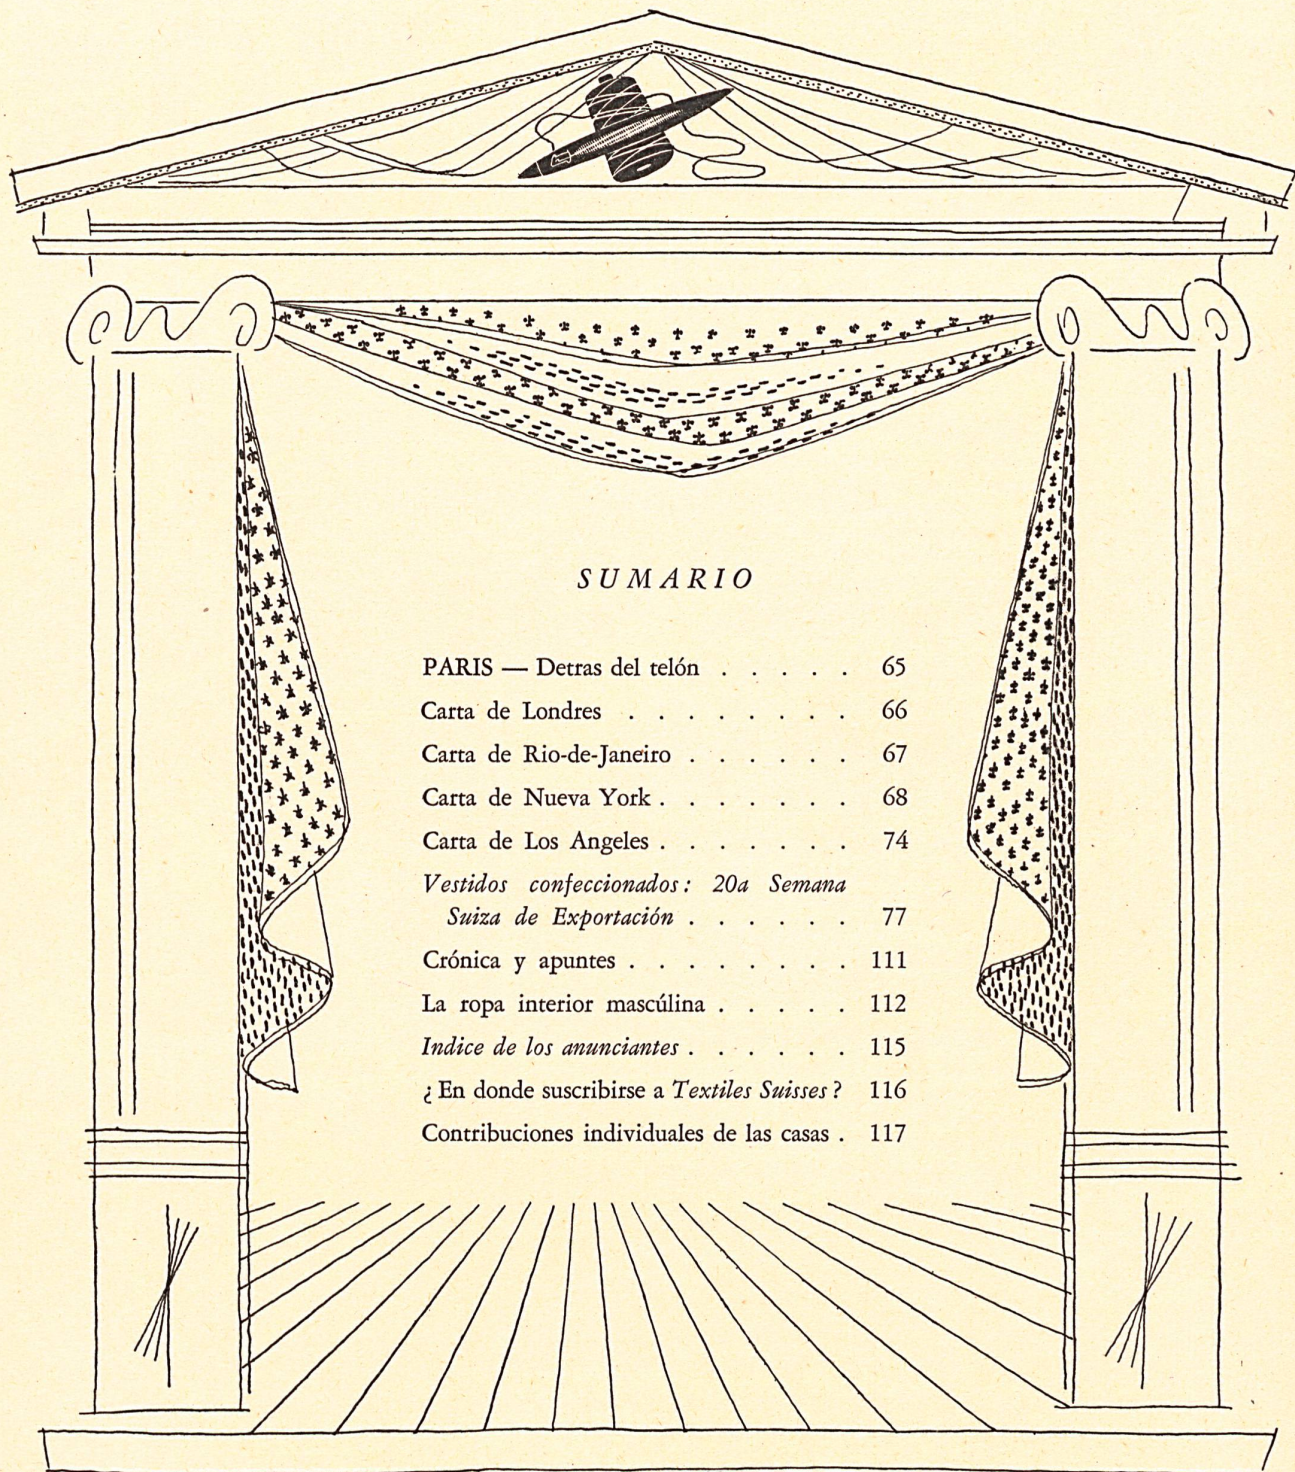 SUMARIO
PARIS — Detras del telón . . . . . 65
Carta de Londres . . . . . . . . 66
Carta de Rio-de-Janeiro . . . . . . 67
Carta de Nueva York . . . . . . . 68
Carta de Los Angeles . . . . . . . 74
Vestidos confeccionados: 20a Semana
Suiza de Exportación . . . . . . 77
Crónica y apuntes . . . . . . . . 111
La ropa interior mascúlina . . . . . 112
Indice de los anunciantes . . . . . . 115
¿ En donde suscribirse a Textiles Suisses ? 116
Contribuciones individuales de las casas . 117